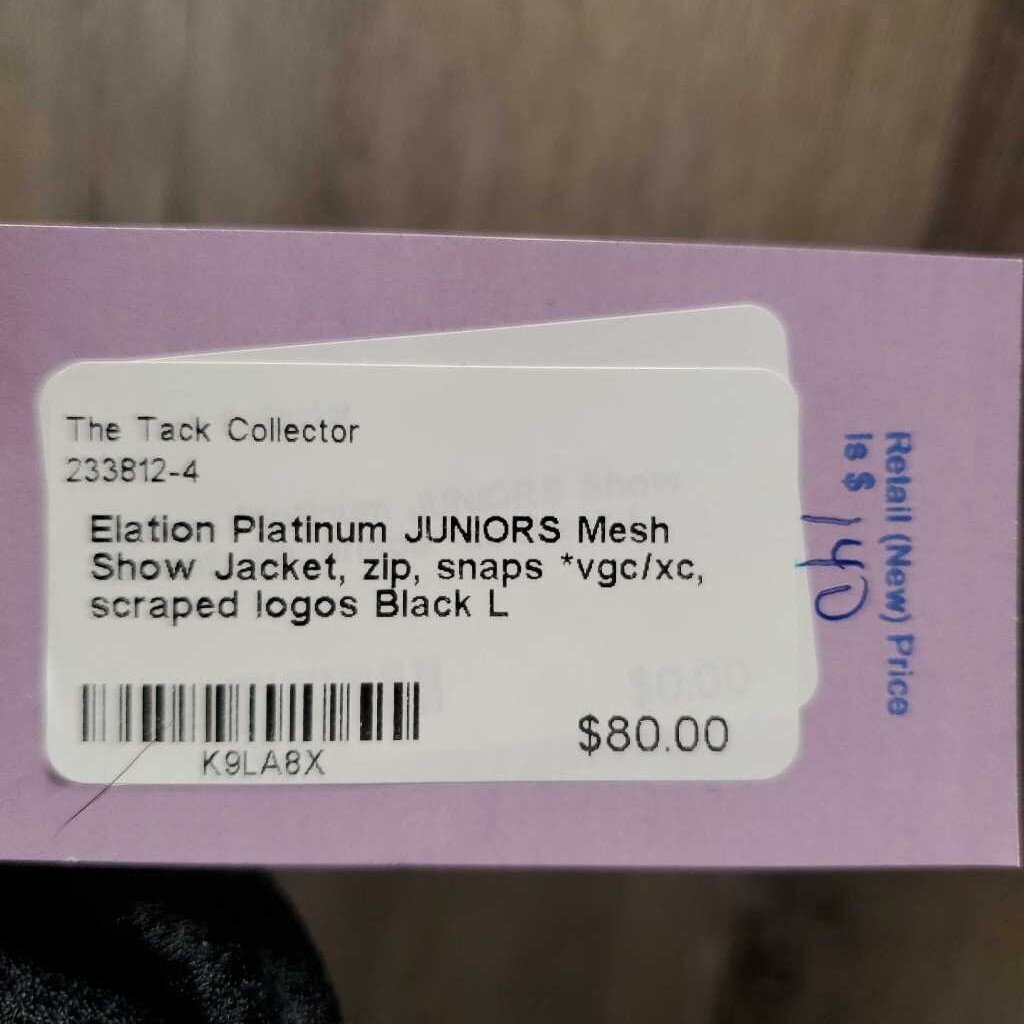 The Tack Collector
233812-4
Elation Platinum JUNIORS Mesh
Show Jacket, zip, snaps *vgc/xc,
scraped logos Black L
K9LA8X
$80.00
Retail (New) Price
Is $ 140